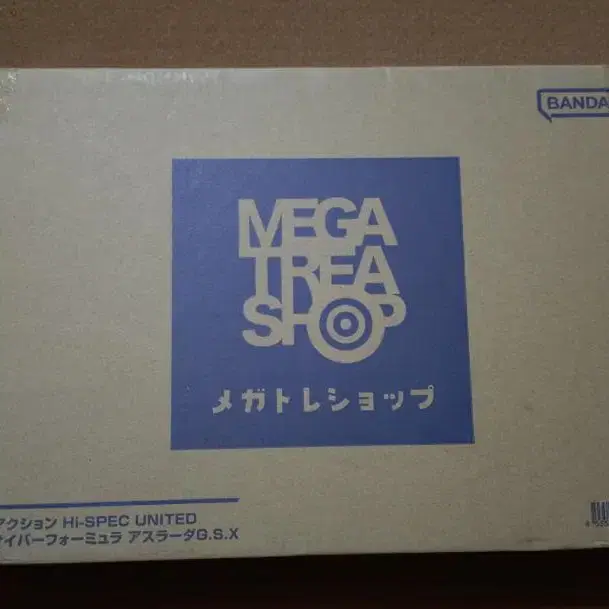 BANDA
MEGA
TREA
SHOP
メガトレショップ
アクション Hi-SPEC UNITED
イバーフォーミュラ アスラーダG.S.X